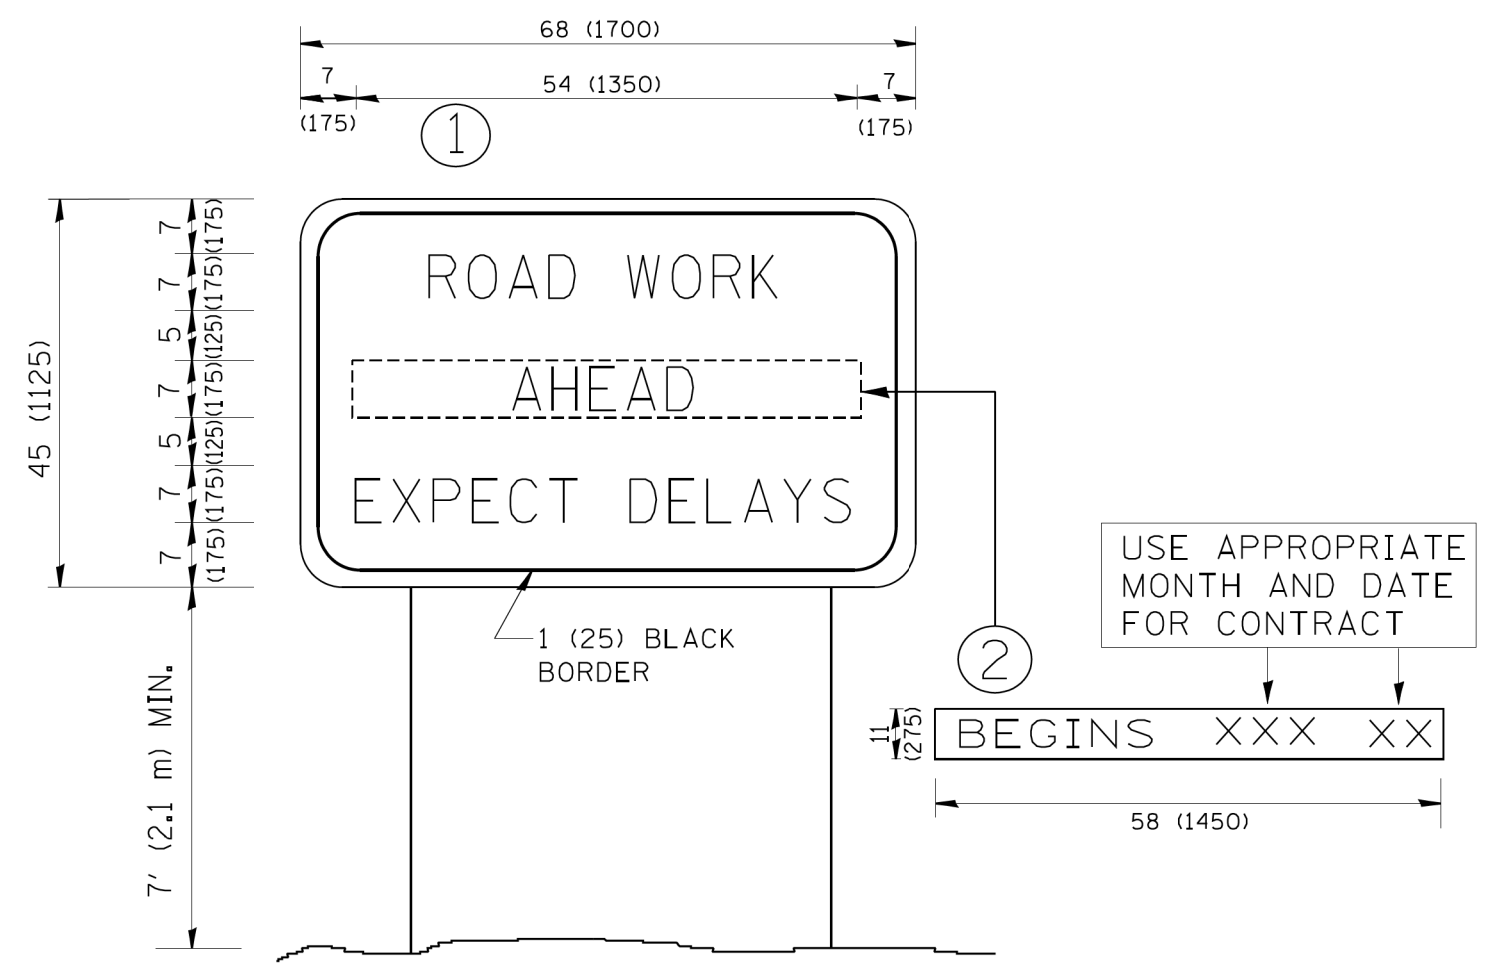 68 (1700)
7
54 (1350)
7
(175)
(175)
1
7
(175)
7
(175)
5
(125)
7
(175)
5
(125)
7
(175)
7
(175)
45 (1125)
ROAD WORK
AHEAD
EXPECT DELAYS
1 (25) BLACK
BORDER
7' (2.1 m) MIN.
USE APPROPRIATE
MONTH AND DATE
FOR CONTRACT
2
11
(275)
BEGINS XXX XX
58 (1450)